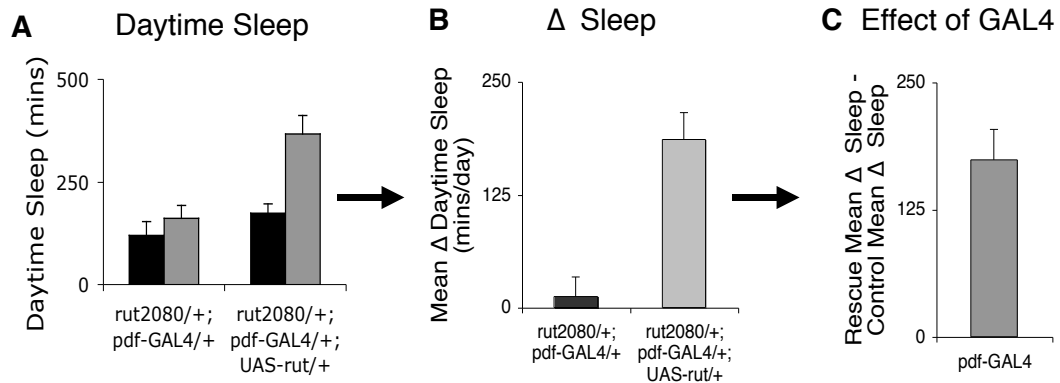 A Daytime Sleep
Daytime Sleep (mins)
500
250
0
rut2080/+;
pdf-GAL4/+
rut2080/+;
pdf-GAL4/+;
UAS-rut/+
B Δ Sleep
Mean Δ Daytime Sleep
(mins/day)
250
125
0
rut2080/+;
pdf-GAL4/+
rut2080/+;
pdf-GAL4/+;
UAS-rut/+
C Effect of GAL4
Rescue Mean Δ Sleep -
Control Mean Δ Sleep
250
125
0
pdf-GAL4